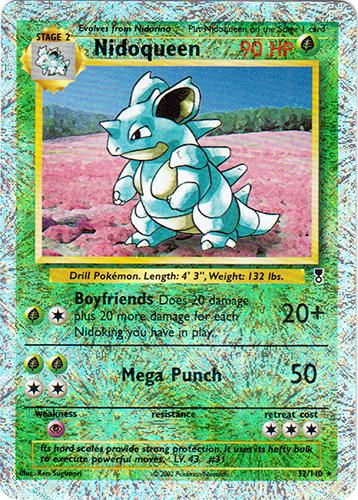 Evolves from Nidorina Put Nidoqueen on the Stage 1 card
STAGE 2
Nidoqueen 90 HP
Drill Pokémon. Length: 4' 3", Weight: 132 lbs.
Boyfriends Does 20 damage
plus 20 more damage for each
Nidoking you have in play.
20+
Mega Punch 50
weakness resistance retreat cost
Its hard scales provide strong protection. It uses its hefty bulk
to execute powerful moves. LV. 43 #31
Illus. Ken Sugimori ©2002 Pokémon/Nintendo 32/110 ★